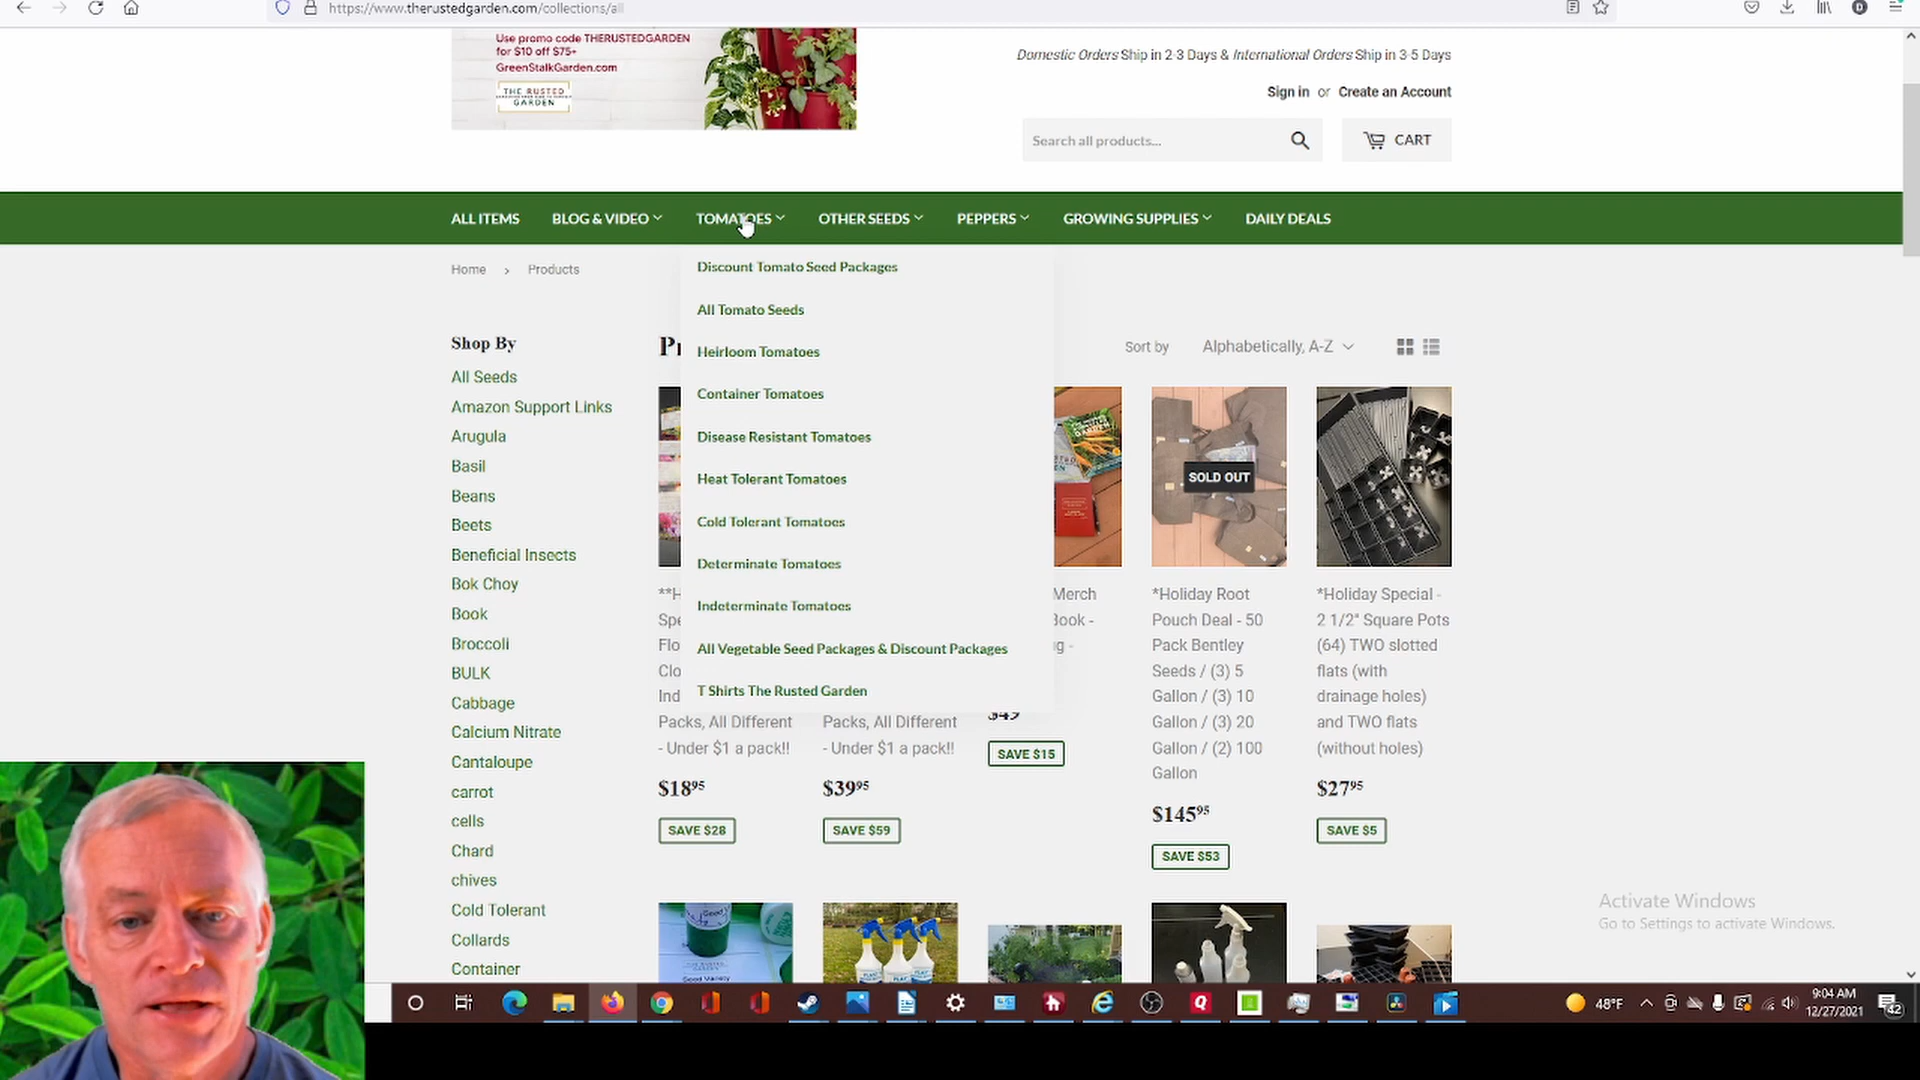 https://www.therustedgarden.com/collections/all
Use promo code THERUSTEDGARDEN
for $10 off $75+
GreenStalkGarden.com
THE RUSTED
GARDEN
Domestic Orders Ship in 2-3 Days & International Orders Ship in 3-5 Days
Sign in or Create an Account
Search all products...
CART
ALL ITEMS
BLOG & VIDEO
TOMATOES
OTHER SEEDS
PEPPERS
GROWING SUPPLIES
DAILY DEALS
Home › Products
Discount Tomato Seed Packages
All Tomato Seeds
Heirloom Tomatoes
Container Tomatoes
Disease Resistant Tomatoes
Heat Tolerant Tomatoes
Cold Tolerant Tomatoes
Determinate Tomatoes
Indeterminate Tomatoes
All Vegetable Seed Packages & Discount Packages
T Shirts The Rusted Garden
Shop By
All Seeds
Amazon Support Links
Arugula
Basil
Beans
Beets
Beneficial Insects
Bok Choy
Book
Broccoli
BULK
Cabbage
Calcium Nitrate
Cantaloupe
carrot
cells
Chard
chives
Cold Tolerant
Collards
Container
Sort by
Alphabetically, A-Z
Packs, All Different
- Under $1 a pack!!
$18.95
SAVE $28
Packs, All Different
- Under $1 a pack!!
$39.95
SAVE $59
Merch
$49
SAVE $15
SOLD OUT
*Holiday Root
Pouch Deal - 50
Pack Bentley
Seeds / (3) 5
Gallon / (3) 10
Gallon / (3) 20
Gallon / (2) 100
Gallon
$145.95
SAVE $53
*Holiday Special -
2 1/2" Square Pots
(64) TWO slotted
flats (with
drainage holes)
and TWO flats
(without holes)
$27.95
SAVE $5
Activate Windows
Go to Settings to activate Windows.
48°F
9:04 AM
12/27/2021
42